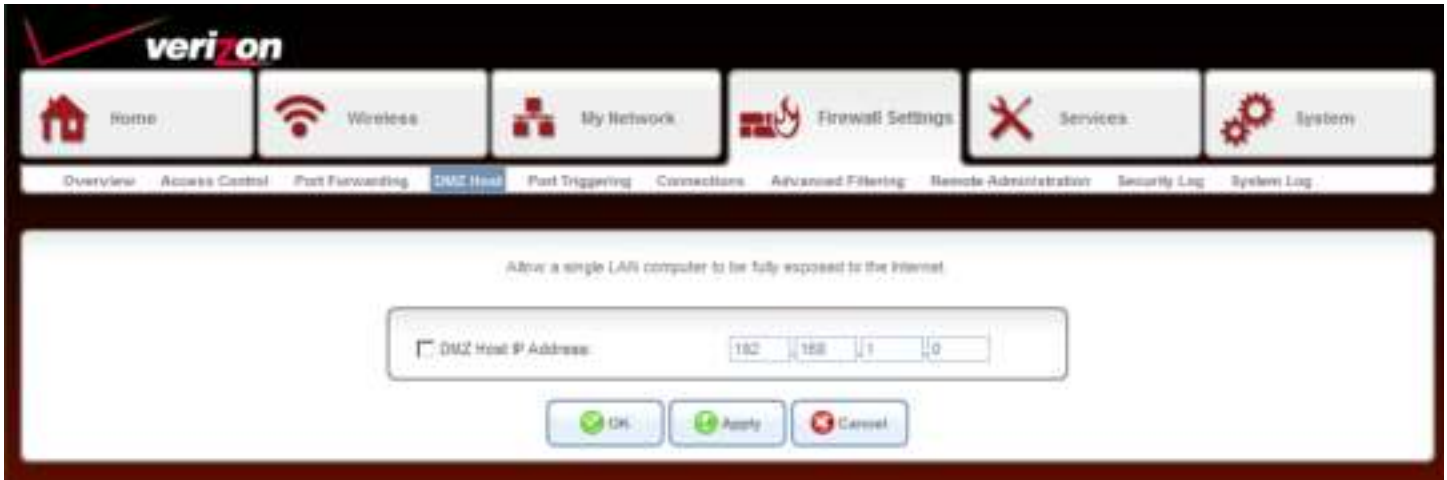 verizon
Home Wireless My Network Firewall Settings Services System
Overview Access Control Port Forwarding DMZ Host Port Triggering Connections Advanced Filtering Remote Administration Security Log System Log
Allow a single LAN computer to be fully exposed to the Internet.
DMZ Host IP Address: 192 . 168 . 1 . 0
OK Apply Cancel